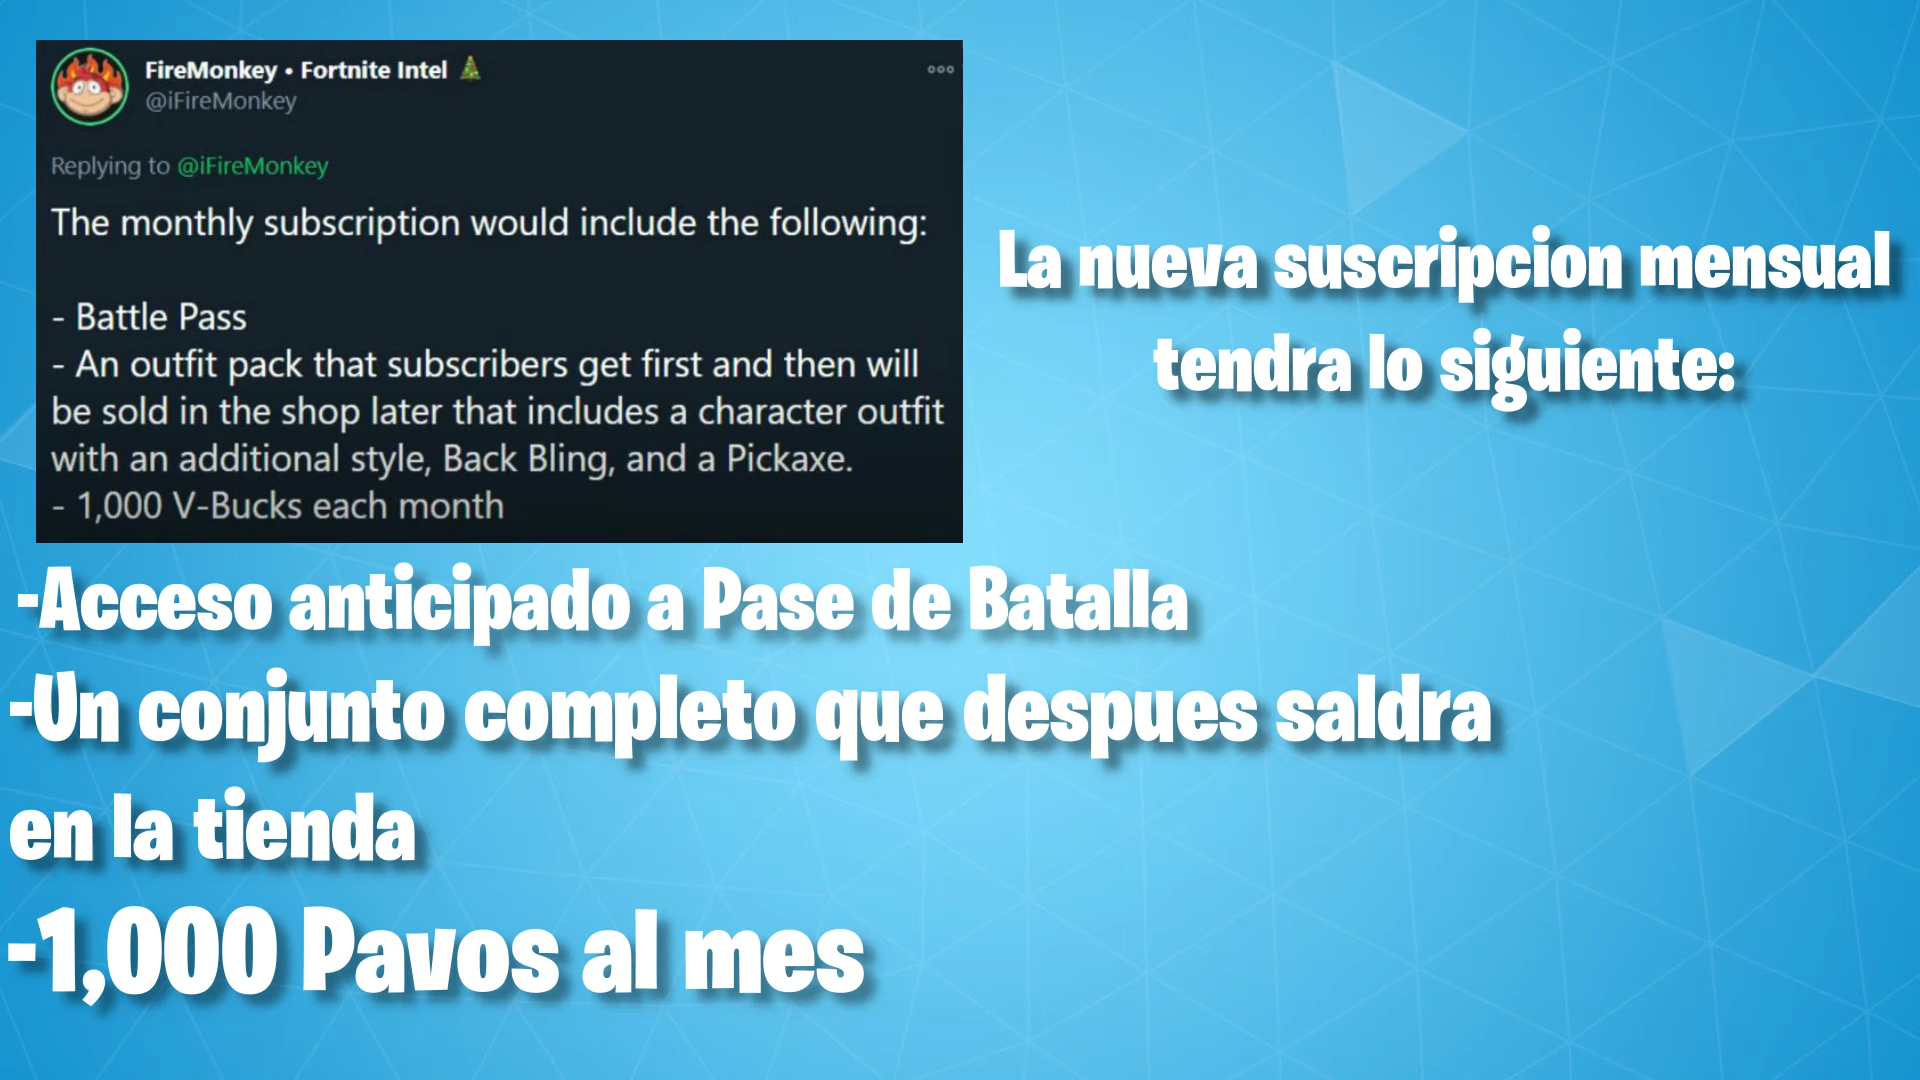 FireMonkey • Fortnite Intel 🎄
@iFireMonkey
Replying to @iFireMonkey
The monthly subscription would include the following:
- Battle Pass
- An outfit pack that subscribers get first and then will
be sold in the shop later that includes a character outfit
with an additional style, Back Bling, and a Pickaxe.
- 1,000 V-Bucks each month
La nueva suscripcion mensual
tendra lo siguiente:
-Acceso anticipado a Pase de Batalla
-Un conjunto completo que despues saldra
en la tienda
-1,000 Pavos al mes